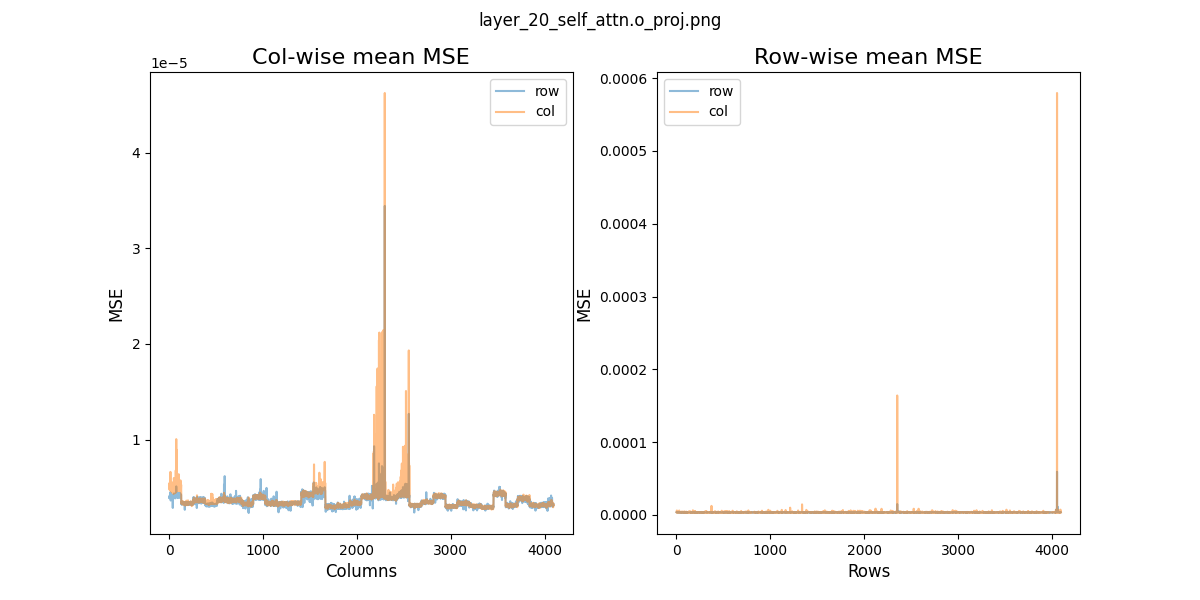 layer_20_self_attn.o_proj.png
Col-wise mean MSE
1e−5
row
col
MSE
4
3
2
1
0
1000
2000
3000
4000
Columns
Row-wise mean MSE
row
col
MSE
0.0006
0.0005
0.0004
0.0003
0.0002
0.0001
0.0000
0
1000
2000
3000
4000
Rows